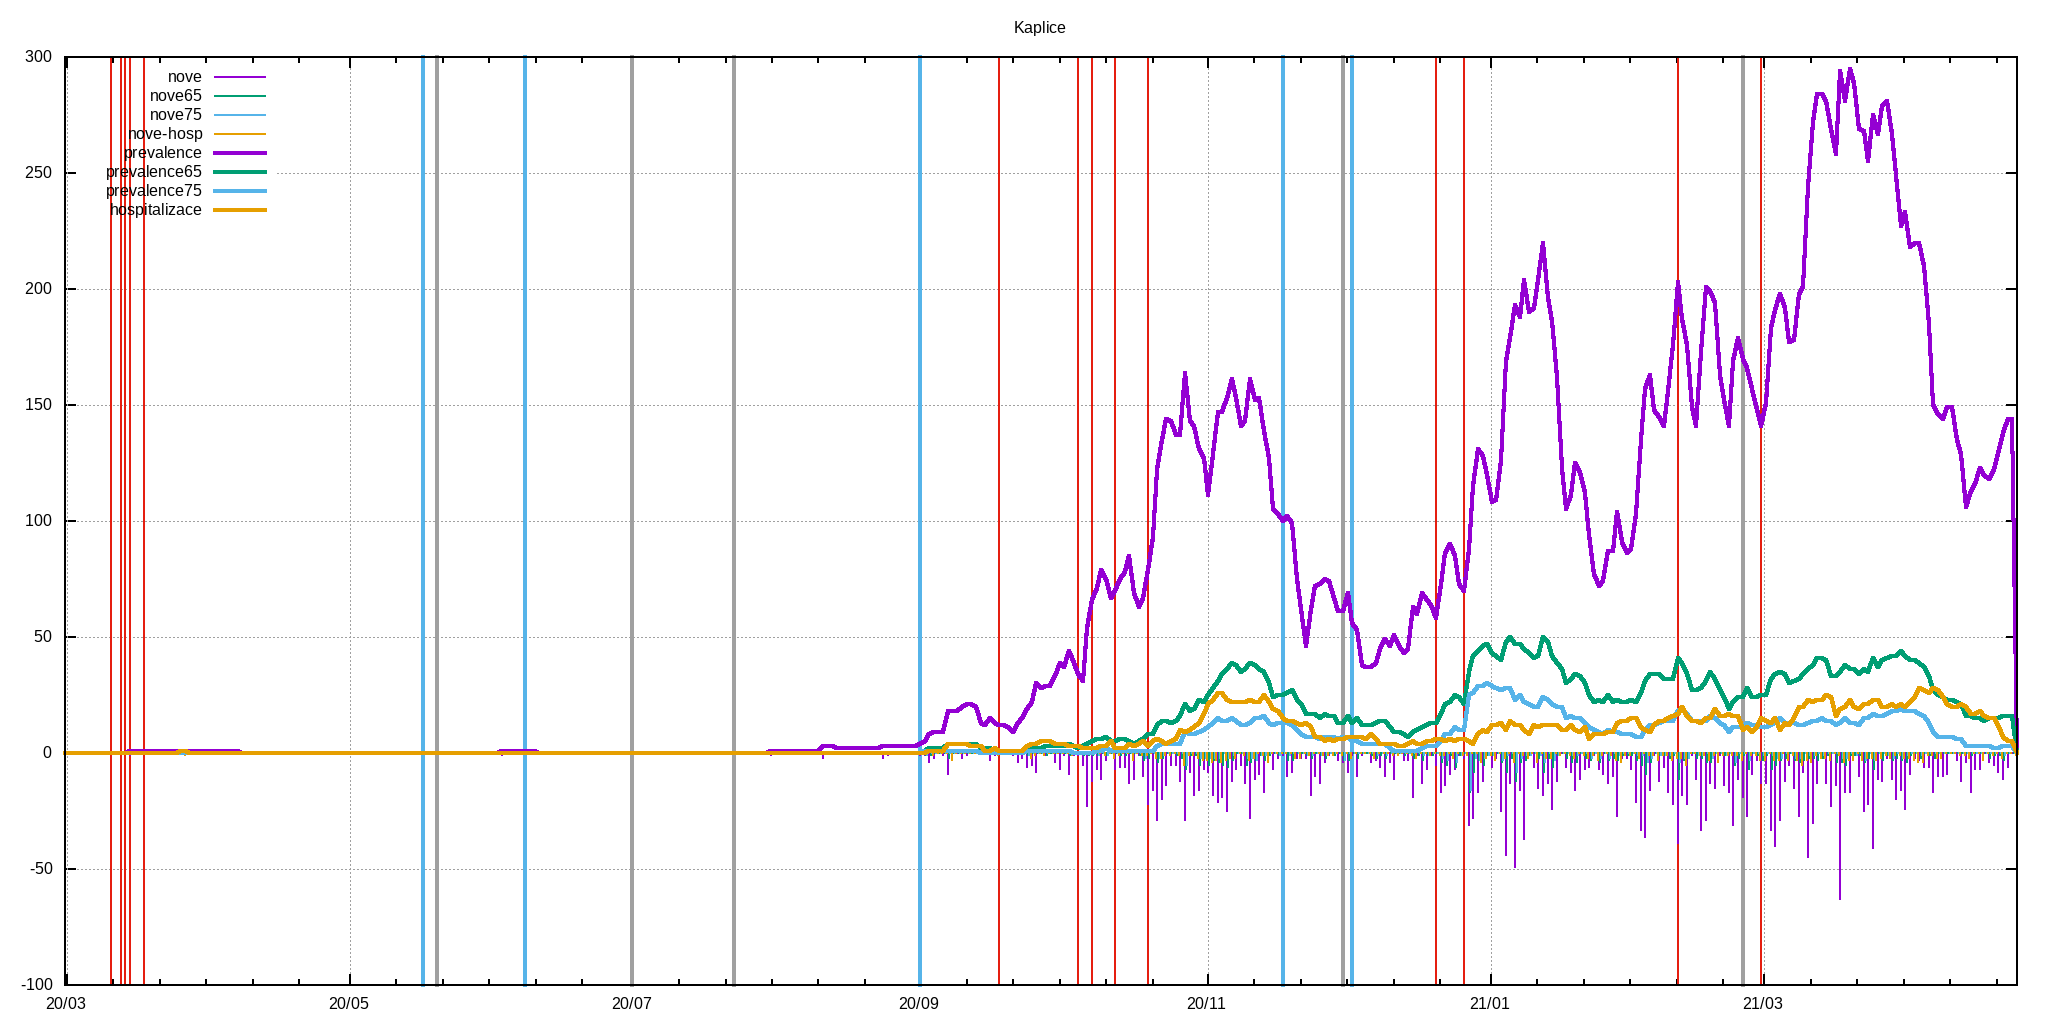 Kaplice
300
250
200
150
100
50
0
-50
-100
nove
nove65
nove75
nove-hosp
prevalence
prevalence65
prevalence75
hospitalizace
20/03
20/05
20/07
20/09
20/11
21/01
21/03